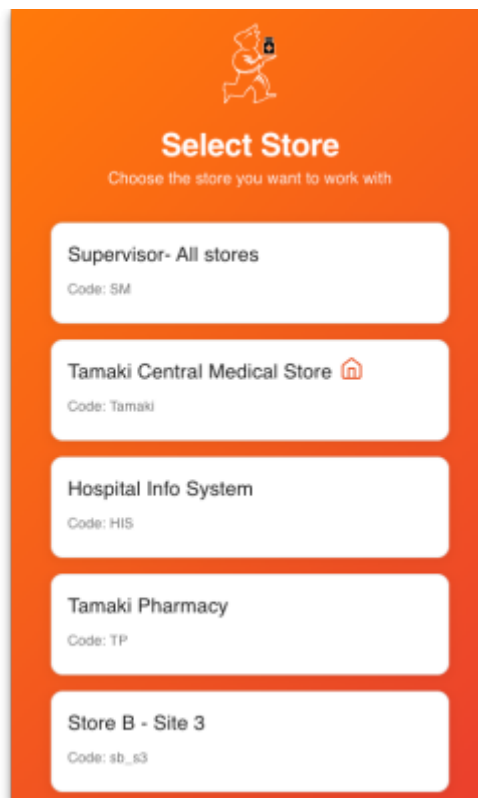 Select Store
Choose the store you want to work with
Supervisor- All stores
Code: SM
Tamaki Central Medical Store
Code: Tamaki
Hospital Info System
Code: HIS
Tamaki Pharmacy
Code: TP
Store B - Site 3
Code: sb_s3